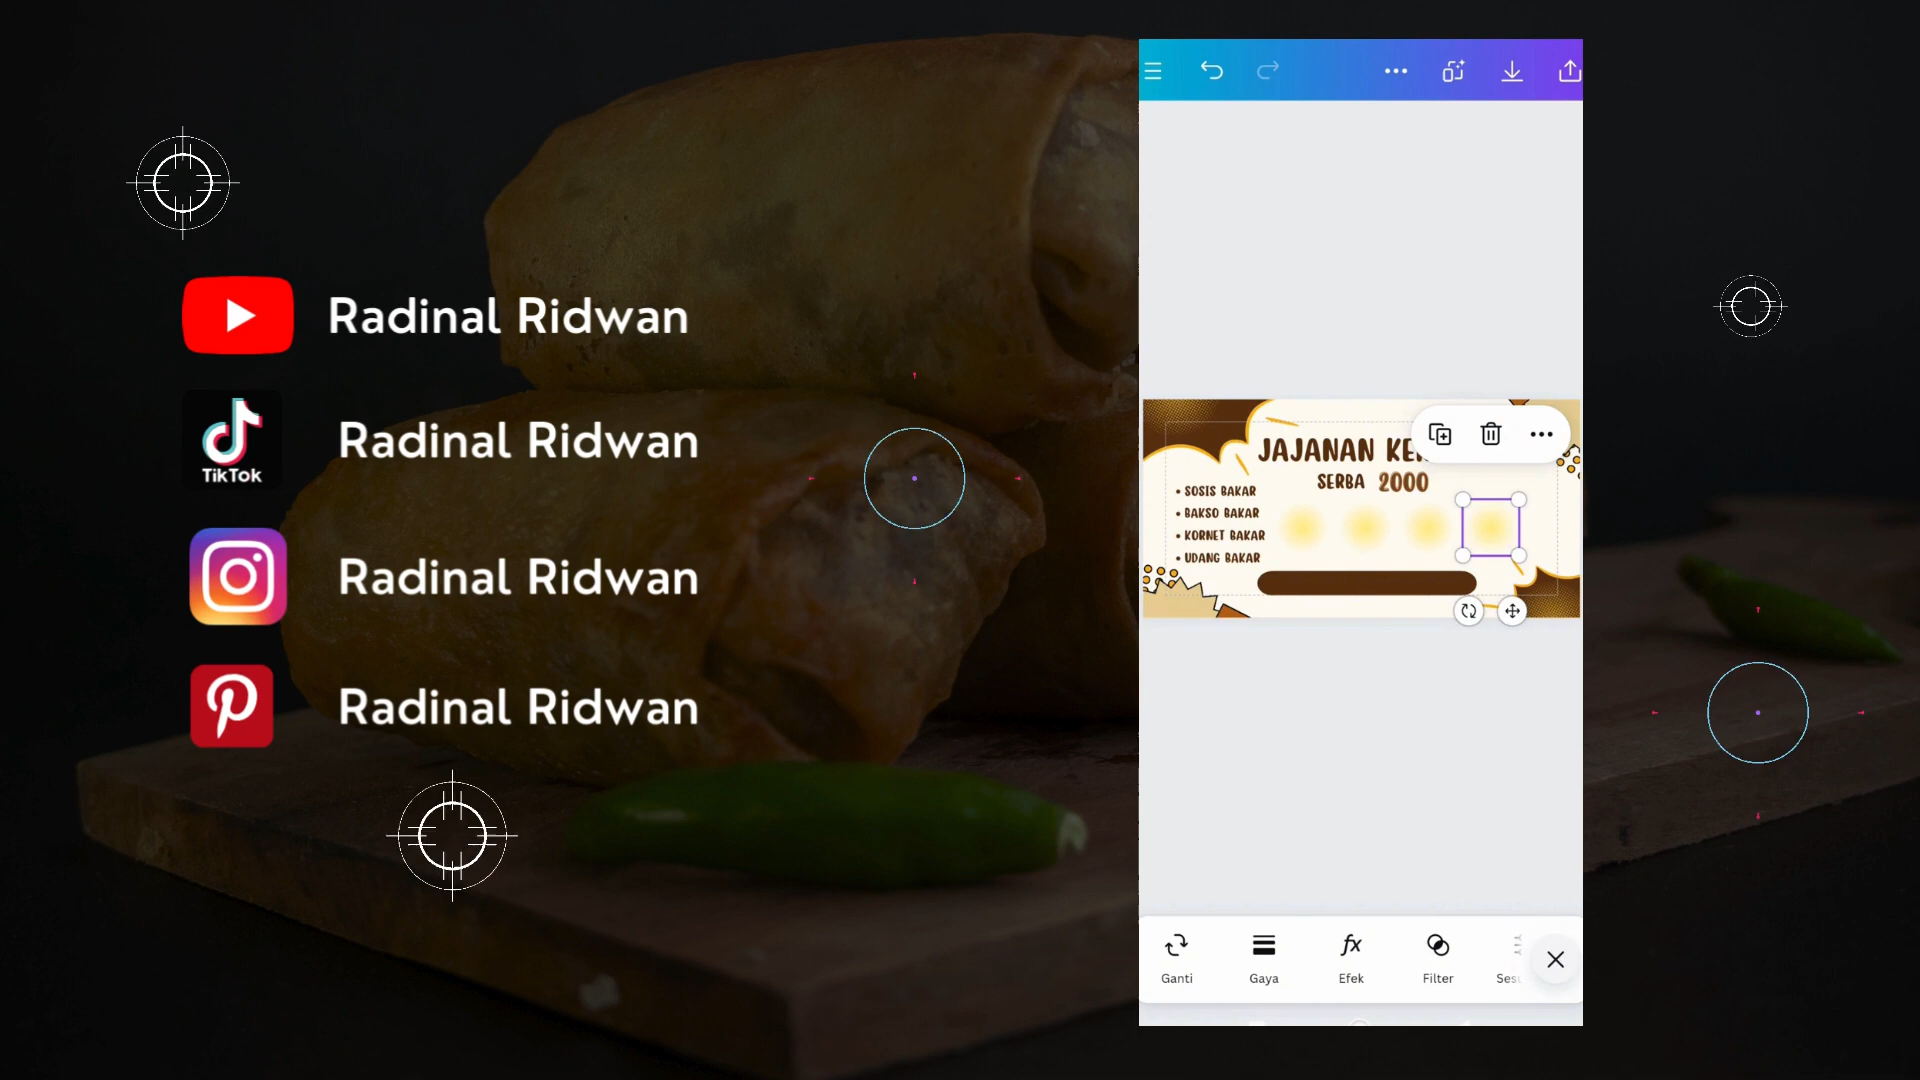 Radinal Ridwan
TikTok
Radinal Ridwan
Radinal Ridwan
Radinal Ridwan
JAJANAN
SERBA 2000
• SOSIS BAKAR
• BAKSO BAKAR
• KORNET BAKAR
• UDANG BAKAR
Ganti
Gaya
Efek
Filter